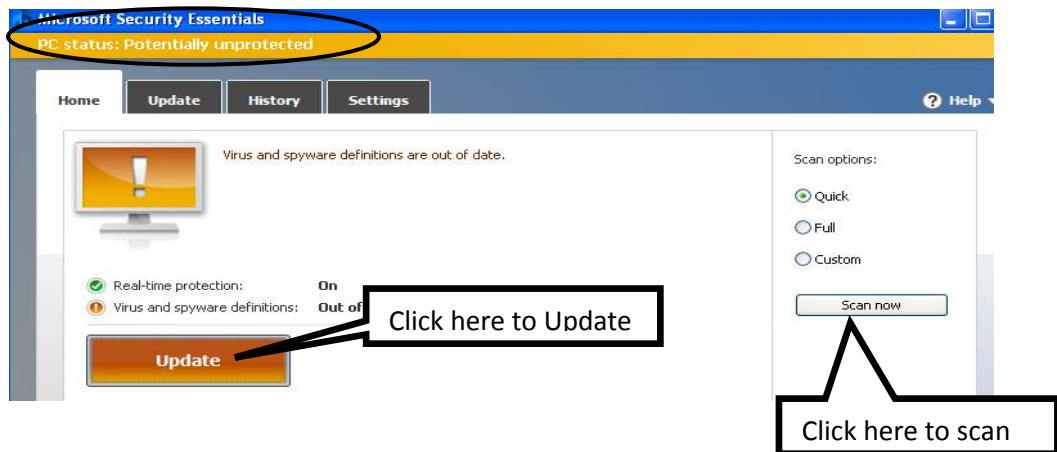 Microsoft Security Essentials
PC status: Potentially unprotected
Home Update History Settings Help
Virus and spyware definitions are out of date.
Scan options:
Quick
Full
Custom
Real-time protection: On
Virus and spyware definitions: Out of
Scan now
Click here to Update
Update
Click here to scan